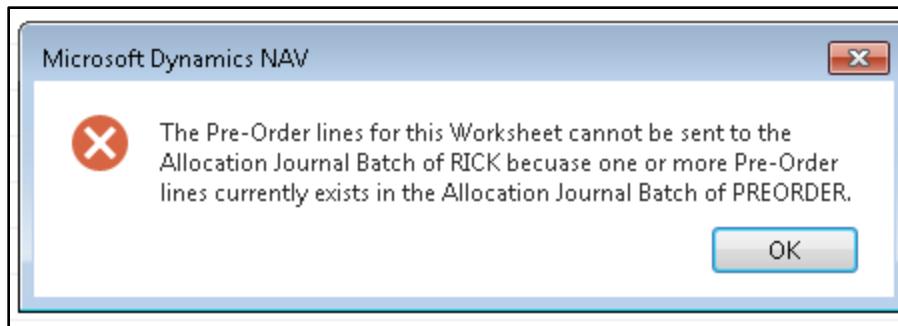 Microsoft Dynamics NAV
The Pre-Order lines for this Worksheet cannot be sent to the
Allocation Journal Batch of RICK becuase one or more Pre-Order
lines currently exists in the Allocation Journal Batch of PREORDER.
OK